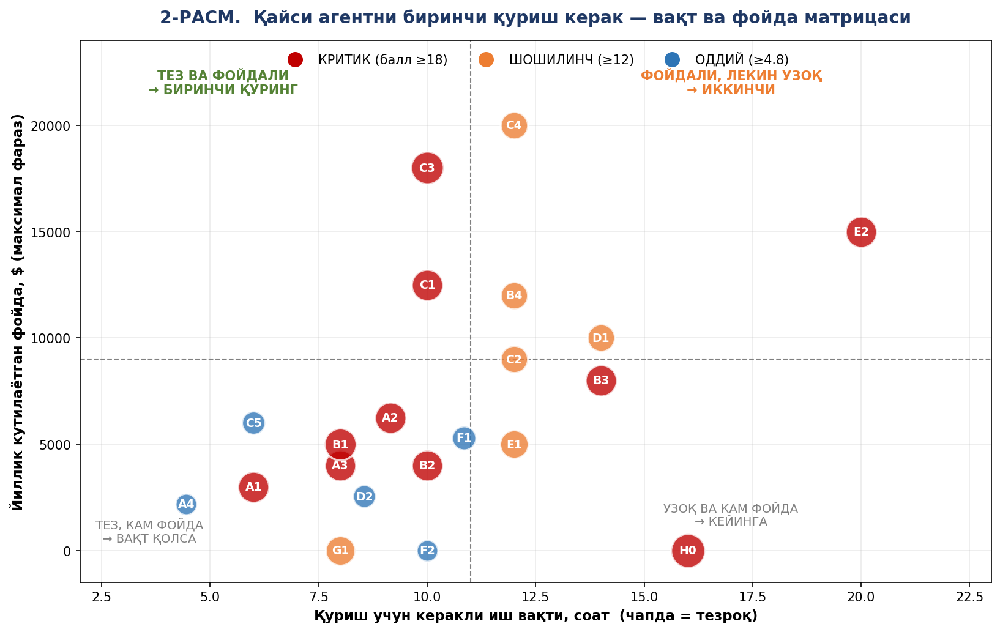 2-РАСМ.  Қайси агентни биринчи қуриш керак — вақт ва фойда матрицаси
КРИТИК (балл ≥18)
ШОШИЛИНЧ (≥12)
ОДДИЙ (≥4.8)
ТЕЗ ВА ФОЙДАЛИ
→ БИРИНЧИ ҚУРИНГ
ФОЙДАЛИ, ЛЕКИН УЗОҚ
→ ИККИНЧИ
Йиллик кутилаётган фойда, $ (максимал фараз)
20000
15000
10000
5000
0
C4
C3
E2
C1
B4
D1
C2
B3
A2
C5
F1
B1
E1
A3
B2
A1
D2
A4
УЗОҚ ВА КАМ ФОЙДА
→ КЕЙИНГА
ТЕЗ, КАМ ФОЙДА
→ ВАҚТ ҚОЛСА
G1
F2
H0
2.5
5.0
7.5
10.0
12.5
15.0
17.5
20.0
22.5
Қуриш учун керакли иш вақти, соат  (чапда = тезроқ)